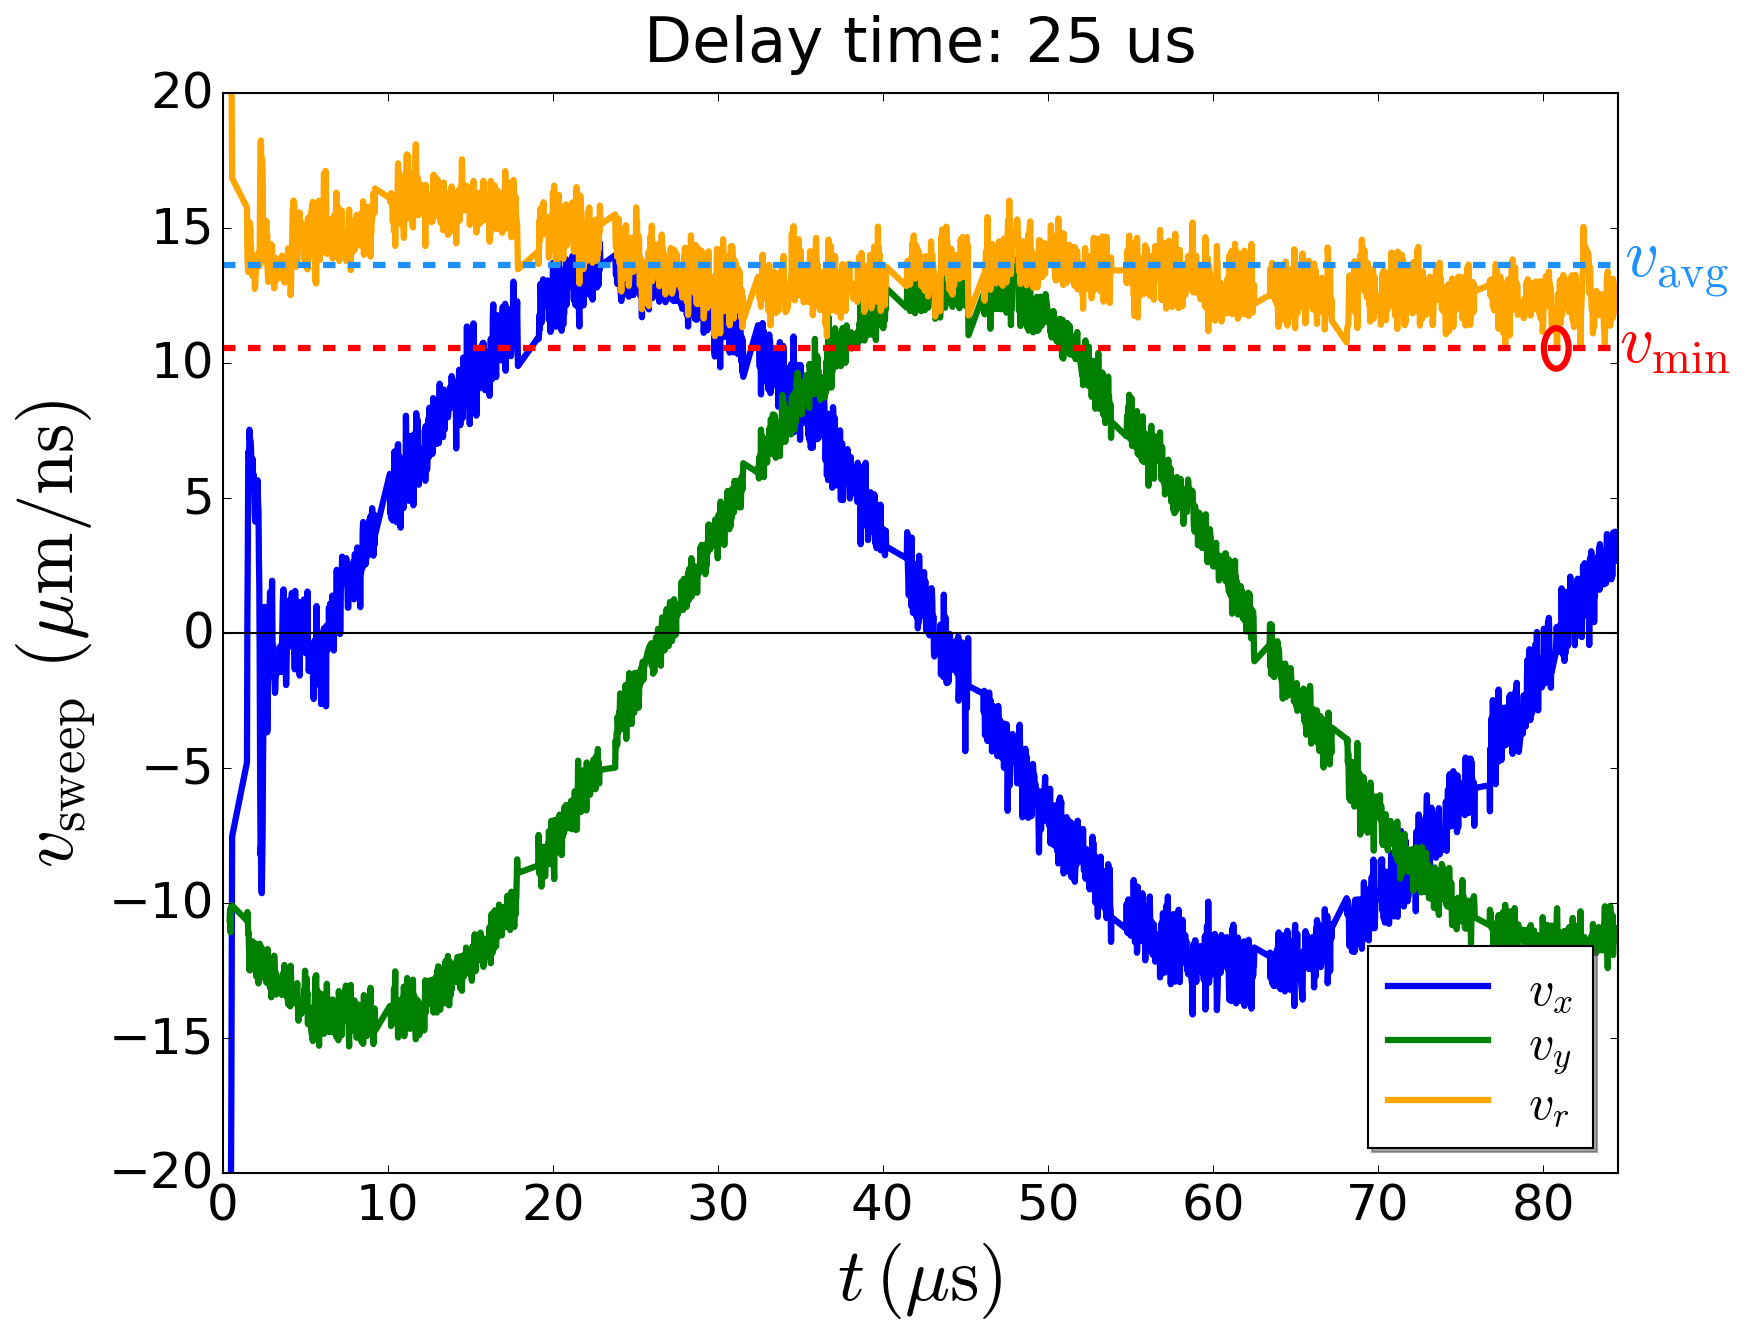 Delay time: 25 us
20
15
10
5
0
−5
−10
−15
−20
v_sweep (μm/ns)
v_avg
v_min
v_x
v_y
v_r
0 10 20 30 40 50 60 70 80
t (μs)